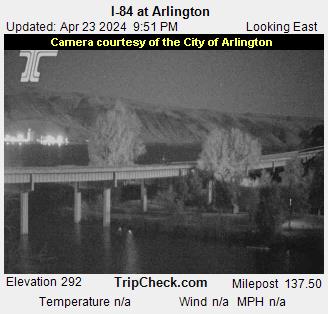 I-84 at Arlington
Updated: Apr 23 2024 9:51 PM Looking East
Camera courtesy of the City of Arlington
Elevation 292 TripCheck.com Milepost 137.50
Temperature n/a Wind n/a MPH n/a